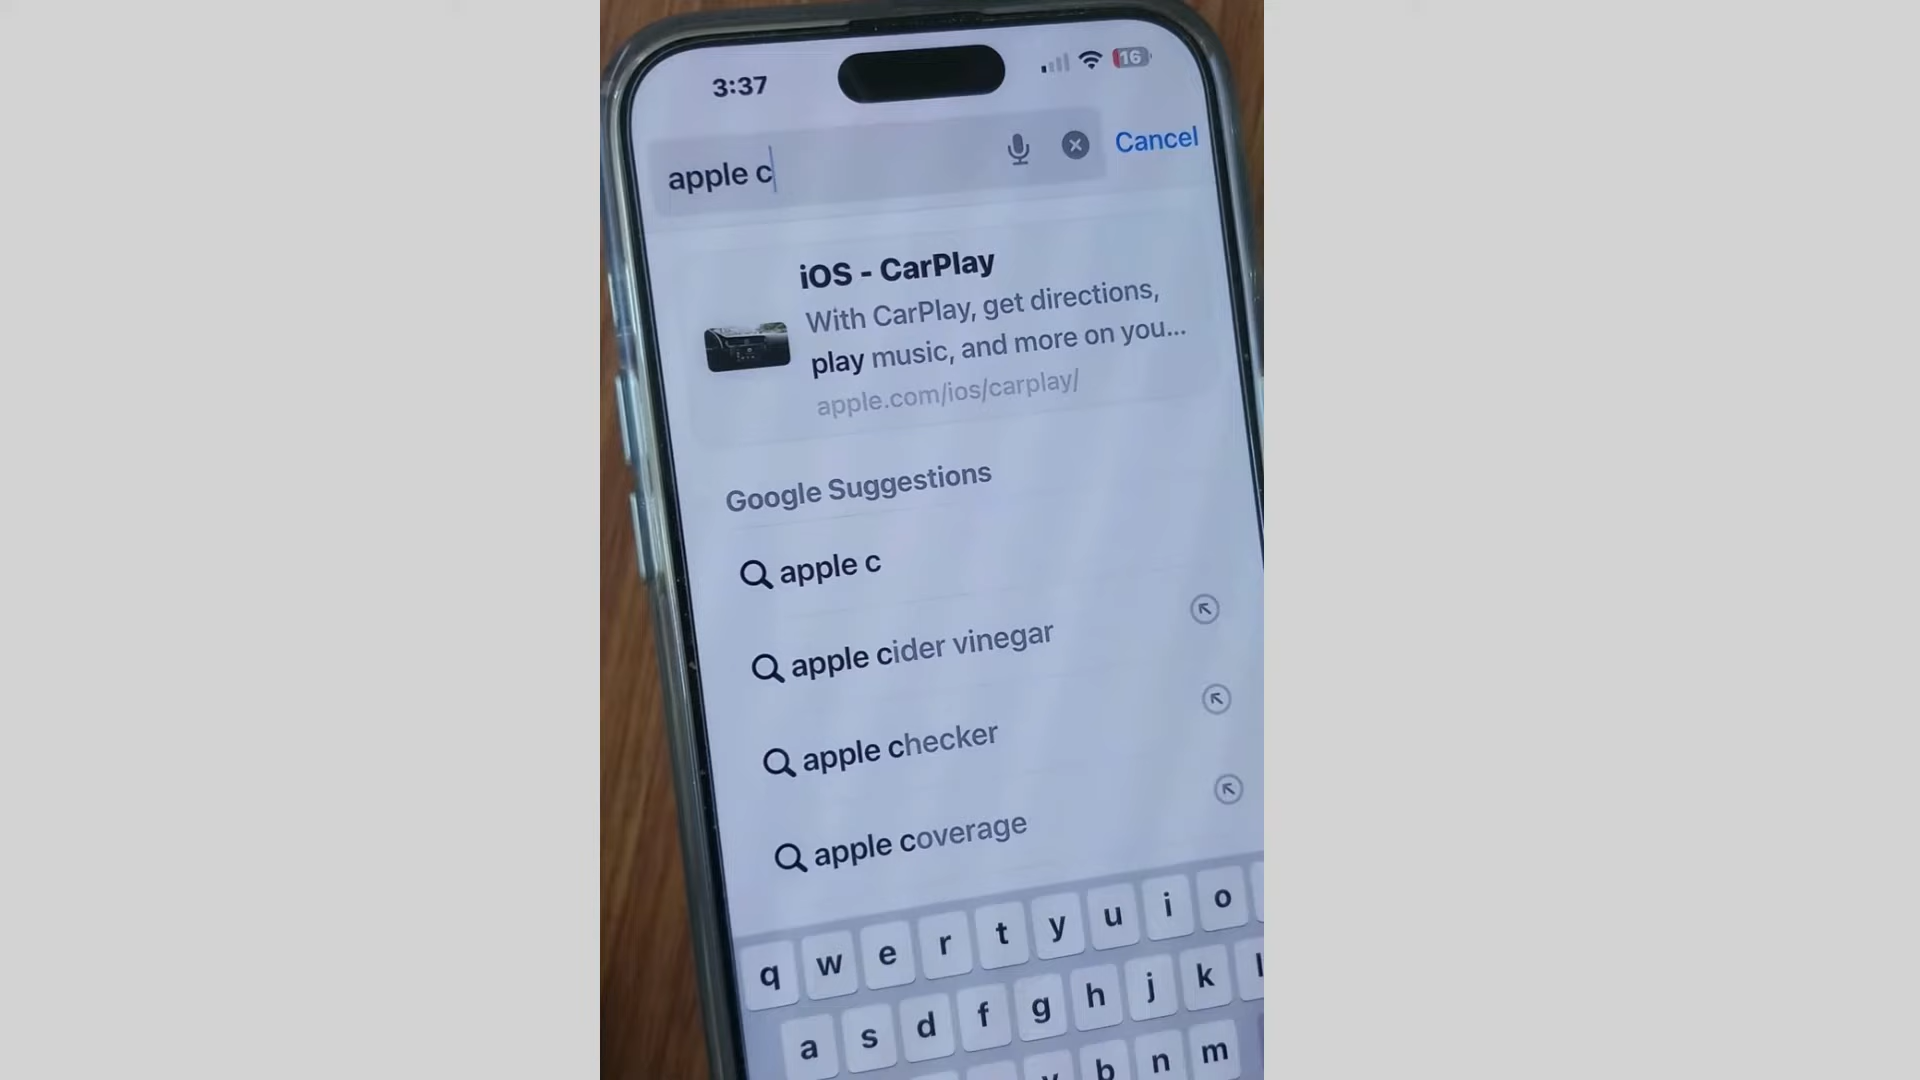 3:37
16
apple c
Cancel
iOS - CarPlay
With CarPlay, get directions,
play music, and more on you...
apple.com/ios/carplay/
Google Suggestions
apple c
apple cider vinegar
apple checker
apple coverage
q w e r t y u i o
a s d f g h j k l
v b n m